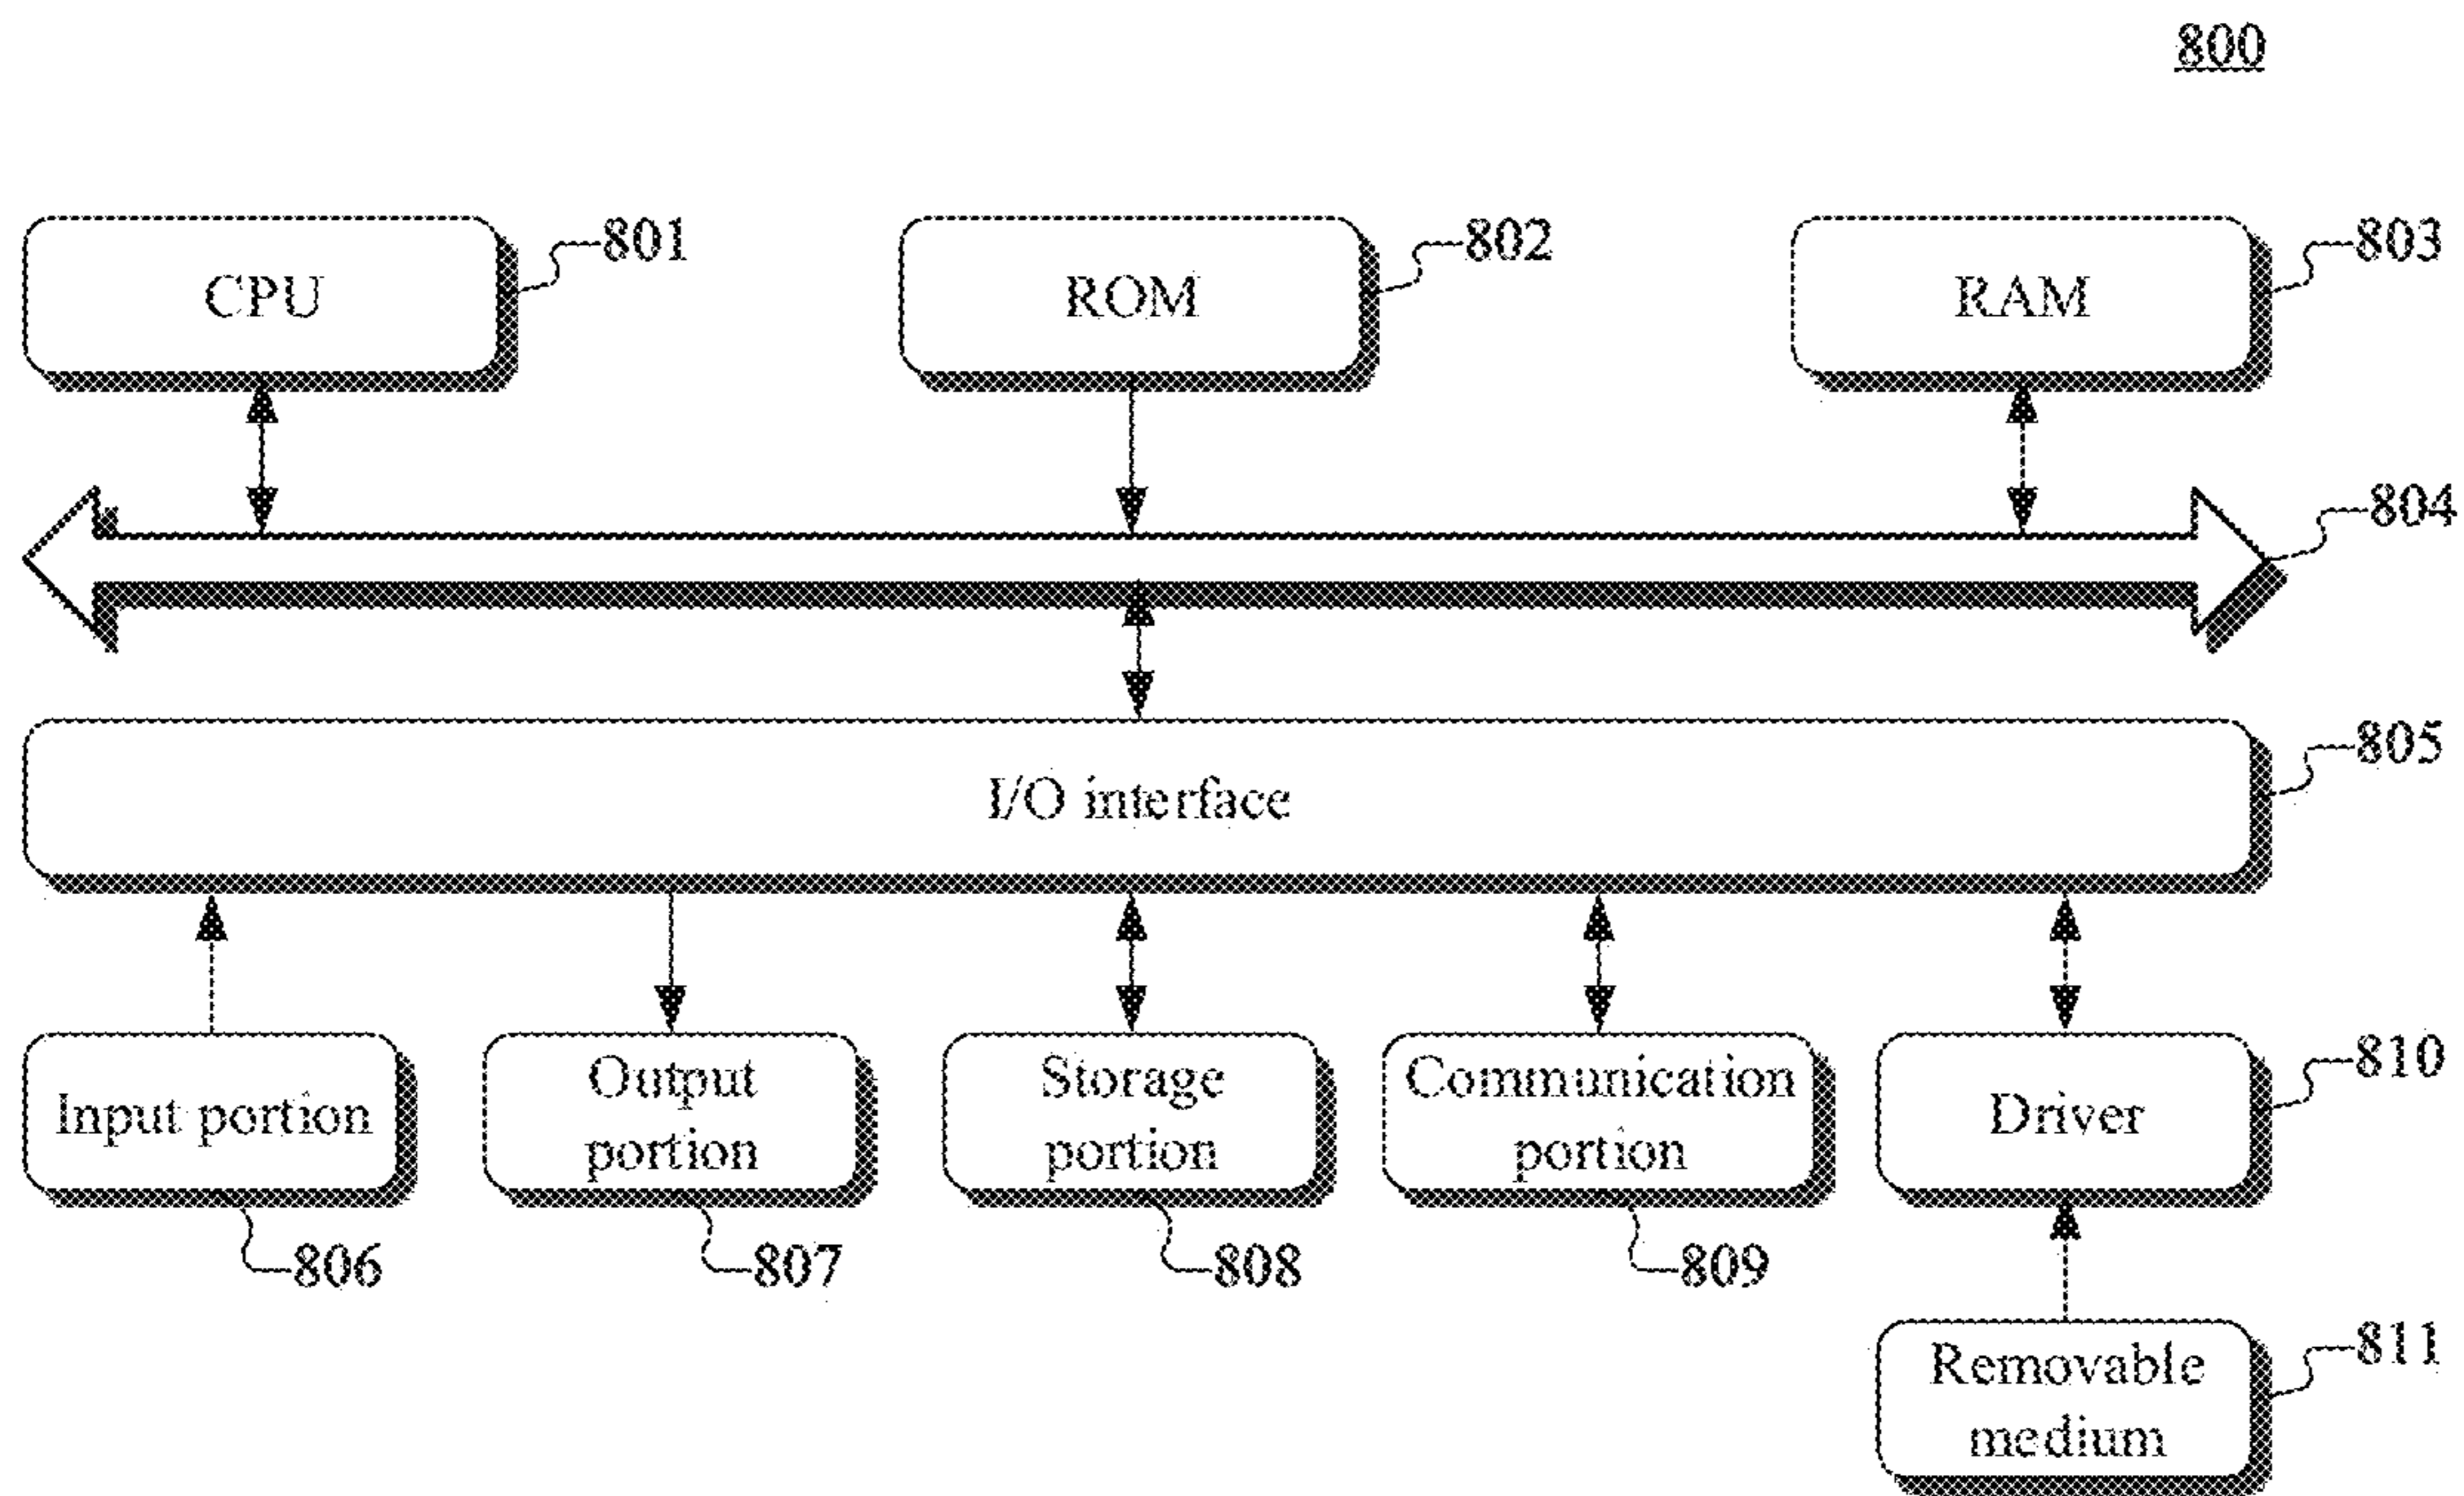 800
CPU
801
ROM
802
RAM
803
804
I/O interface
805
Input portion
806
Output
portion
807
Storage
portion
808
Communication
portion
809
Driver
810
Removable
medium
811